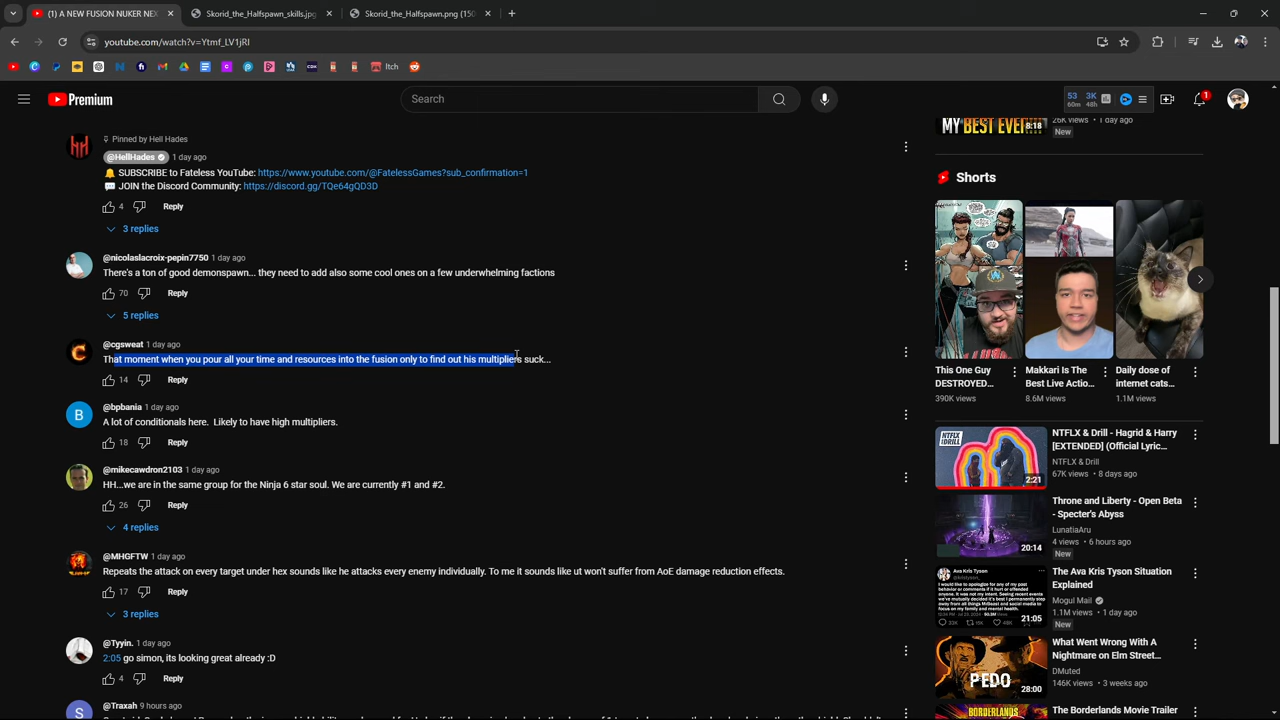 (1) A NEW FUSION NUKER NEX
Skorid_the_Halfspawn_skills.jpg
Skorid_the_Halfspawn.png (150
youtube.com/watch?v=Ytmf_LV1jRI
Itch
Premium
Search
53 60m
3K 48h
1
Pinned by Hell Hades
@HellHades 1 day ago
🔔 SUBSCRIBE to Fateless YouTube: https://www.youtube.com/@FatelessGames?sub_confirmation=1
💬 JOIN the Discord Community: https://discord.gg/TQe64gQD3D
4 Reply
3 replies
@nicolaslacroix-pepin7750 1 day ago
There's a ton of good demonspawn... they need to add also some cool ones on a few underwhelming factions
70 Reply
5 replies
@cgsweat 1 day ago
That moment when you pour all your time and resources into the fusion only to find out his multipliers suck...
14 Reply
B
@bpbania 1 day ago
A lot of conditionals here. Likely to have high multipliers.
18 Reply
@mikecawdron2103 1 day ago
HH...we are in the same group for the Ninja 6 star soul. We are currently #1 and #2.
26 Reply
4 replies
@MHGFTW 1 day ago
Repeats the attack on every target under hex sounds like he attacks every enemy individually. To me it sounds like ut won't suffer from AoE damage reduction effects.
17 Reply
3 replies
@Tyyin. 1 day ago
2:05 go simon, its looking great already :D
4 Reply
S
@Traxah 9 hours ago
MY BEST EVER!
8:18
26K views • 1 day ago
New
Shorts
This One Guy
DESTROYED...
390K views
Makkari Is The
Best Live Actio...
8.6M views
Daily dose of
internet cats...
1.1M views
NTFLX & DRILL
2:21
NTFLX & Drill - Hagrid & Harry
[EXTENDED] (Official Lyric...
NTFLX & Drill
67K views • 8 days ago
20:14
Throne and Liberty - Open Beta
- Specter's Abyss
LunatiaAru
4 views • 6 hours ago
New
Ava Kris Tyson
21:05
The Ava Kris Tyson Situation
Explained
Mogul Mail
1.1M views • 1 day ago
New
PEDO
28:00
What Went Wrong With A
Nightmare on Elm Street...
DMuted
146K views • 3 weeks ago
BORDERLANDS
The Borderlands Movie Error